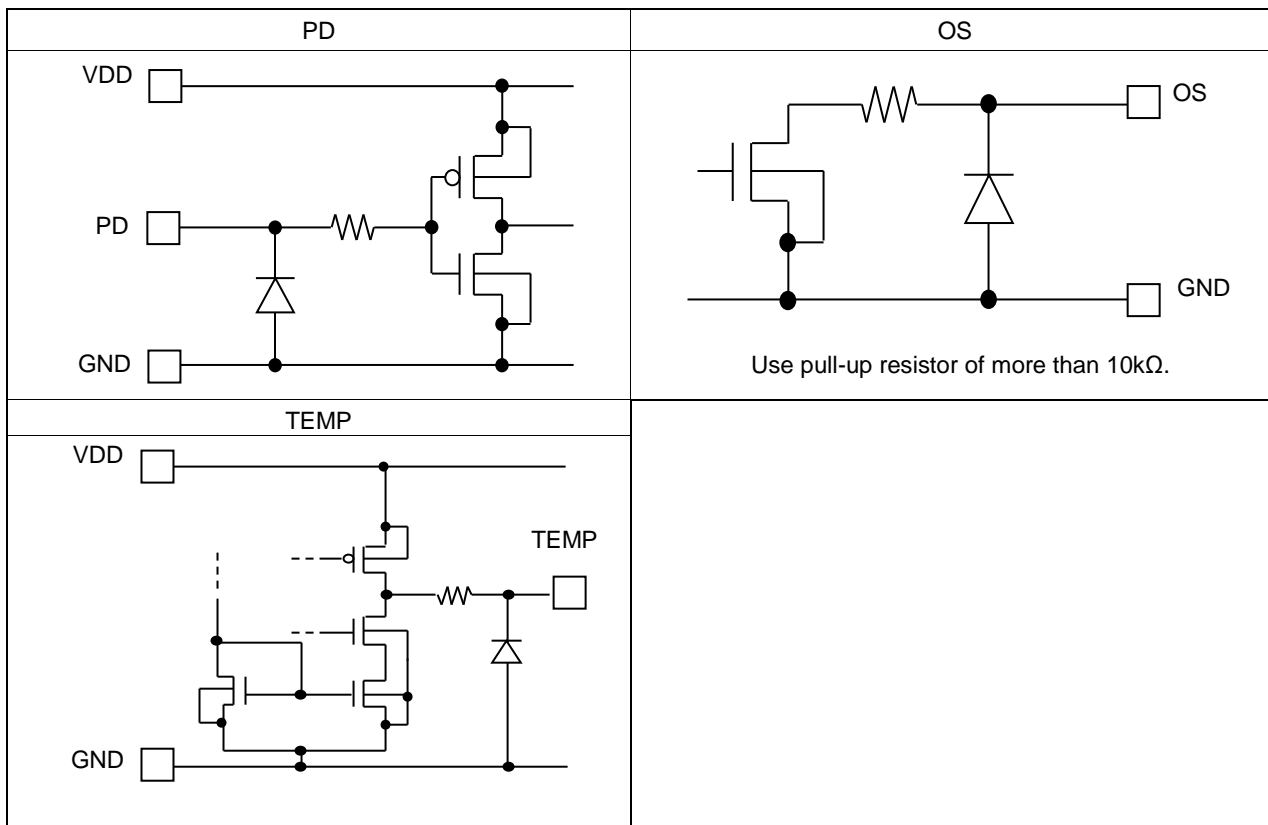 PD
VDD
PD
GND
OS
OS
GND
Use pull-up resistor of more than 10kΩ.
TEMP
VDD
TEMP
GND